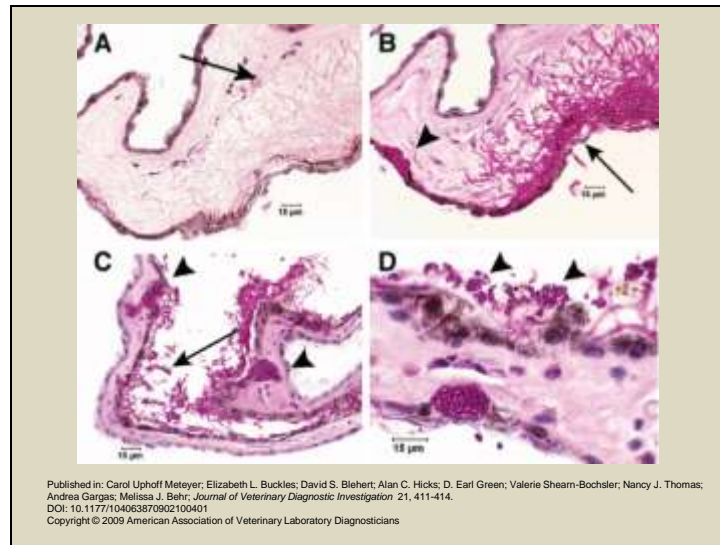 A
B
15 µm
15 µm
C
D
15 µm
15 µm
Published in: Carol Uphoff Meteyer; Elizabeth L. Buckles; David S. Blehert; Alan C. Hicks; D. Earl Green; Valerie Shearn-Bochsler; Nancy J. Thomas;
Andrea Gargas; Melissa J. Behr; Journal of Veterinary Diagnostic Investigation 21, 411-414.
DOI: 10.1177/104063870902100401
Copyright © 2009 American Association of Veterinary Laboratory Diagnosticians